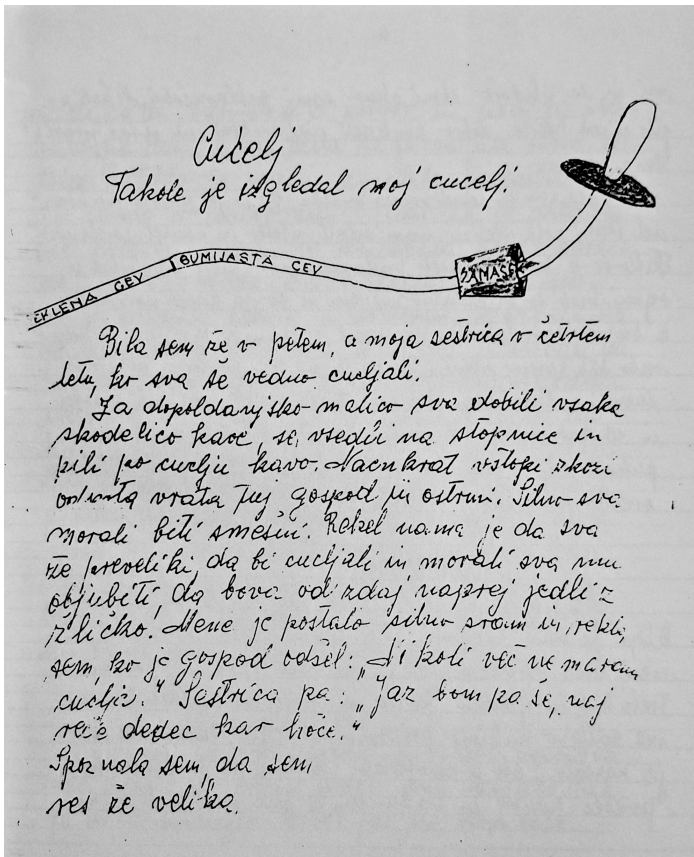 Cucelj
Takole je izgledal moj cucelj.
GUMIJASTA CEV
CEV
ZAMAŠEK
Bila sem že v petem, a moja sestrica v četrtem
letu, ko sva še vedno cucljali.
Za dopoldanjsko malico sva dobili vsaka
skodelico kave, se vsedli na stopnice in
pili po cuclju kavo. Naenkrat vstopi skozi
odprta vrata tuj gospod in ostrmi. Silno sva
morali biti smešni. Rekel nama je da sva
že preveliki, da bi cucljali in morali sva mu
obljubiti, da bova od zdaj naprej jedli z
žličko. Mene je postalo silno sram in rekla
sem, ko je gospod odšel: „Nikoli več ne maram
cuclja." Sestrica pa: „Jaz bom pa še, naj
reče dedec kar hoče."
Spoznala sem, da sem
res že velika.